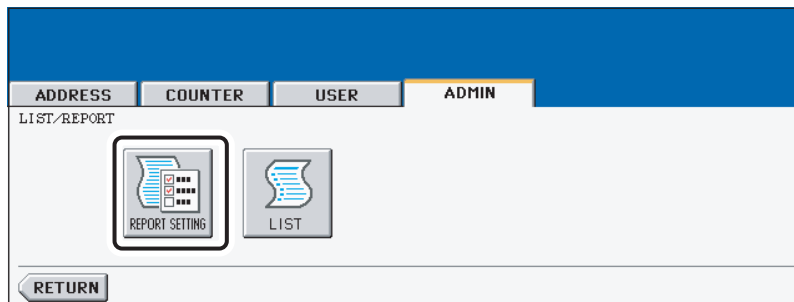 ADDRESS COUNTER USER ADMIN
LIST/REPORT
REPORT SETTING LIST
RETURN